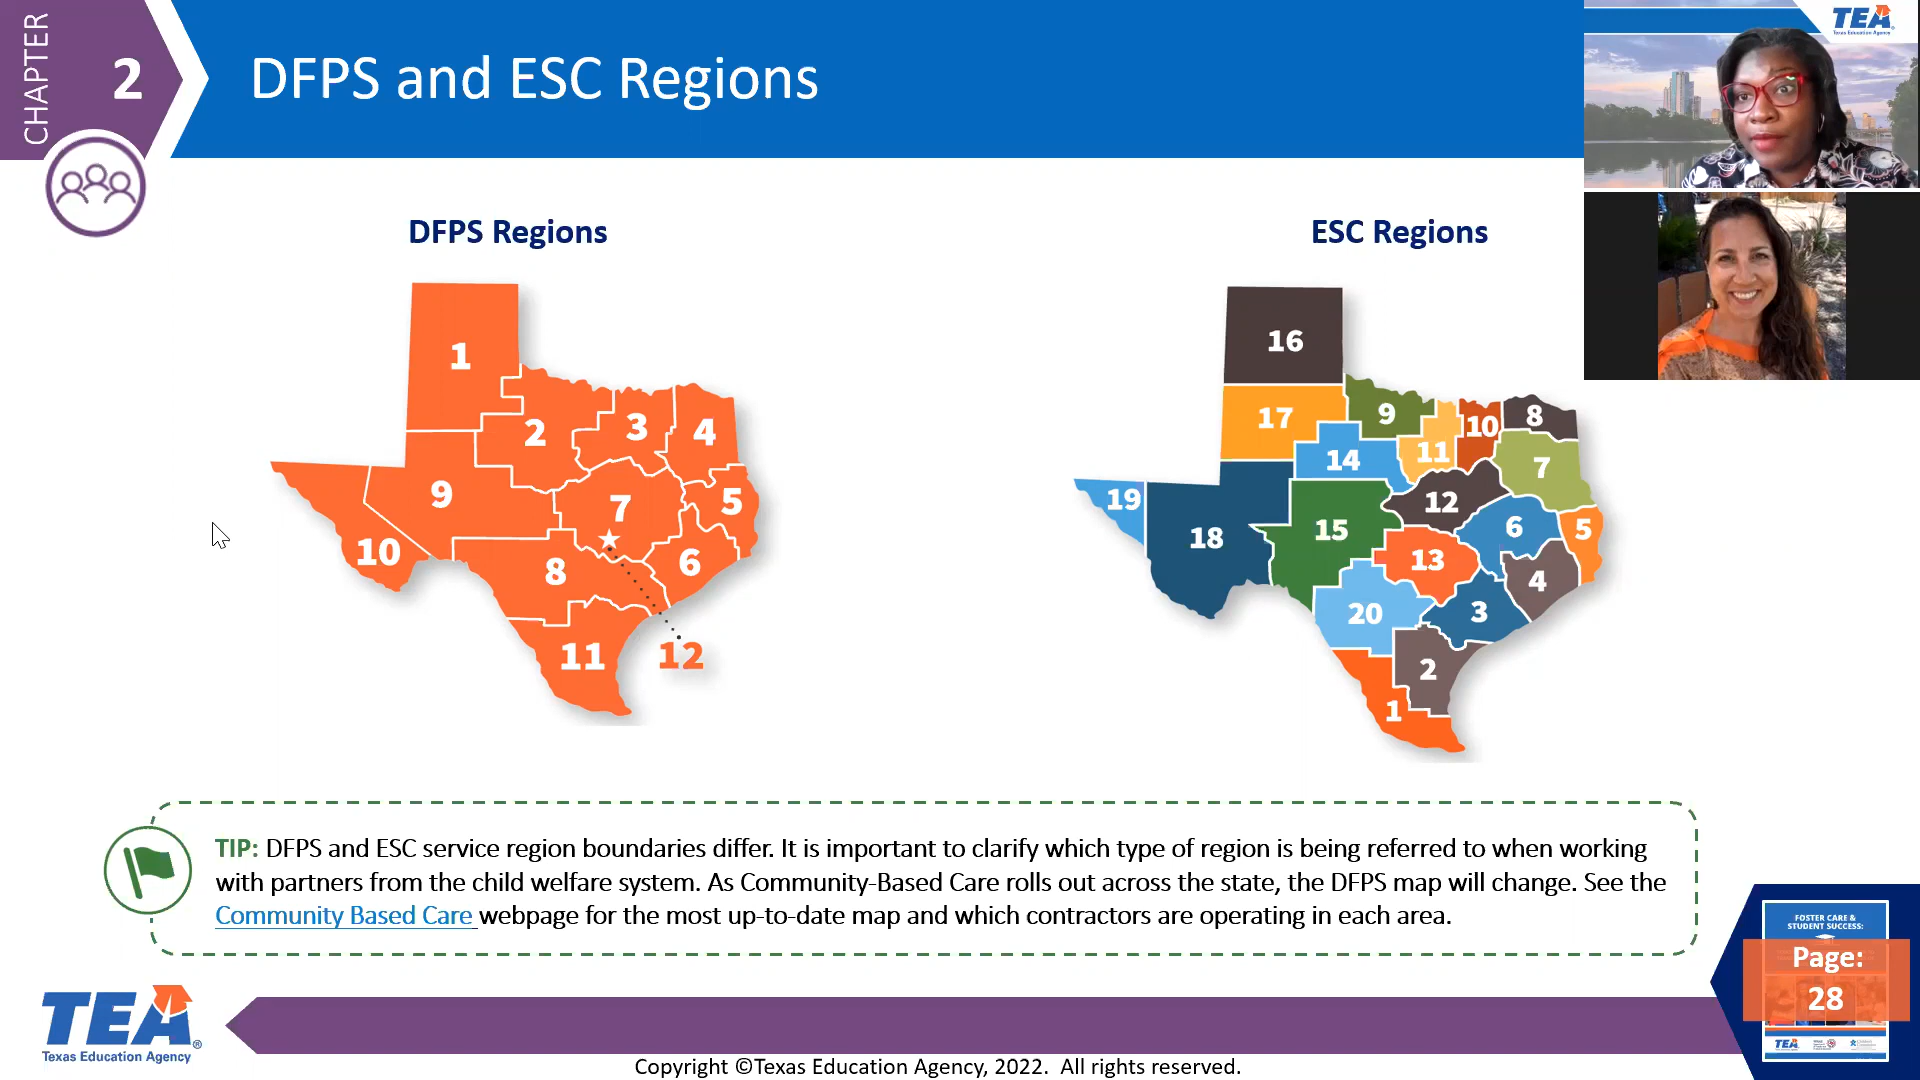 CHAPTER
2
DFPS and ESC Regions
TEA
Texas Education Agency
DFPS Regions
1
2
3
4
5
6
7
8
9
10
11
12
ESC Regions
16
17
9
11
10
8
14
7
19
18
15
12
6
5
13
4
20
3
2
1
TIP: DFPS and ESC service region boundaries differ. It is important to clarify which type of region is being referred to when working
with partners from the child welfare system. As Community-Based Care rolls out across the state, the DFPS map will change. See the
Community Based Care webpage for the most up-to-date map and which contractors are operating in each area.
FOSTER CARE &
STUDENT SUCCESS:
Page:
28
TEA
TEA®
Texas Education Agency
Copyright ©Texas Education Agency, 2022. All rights reserved.